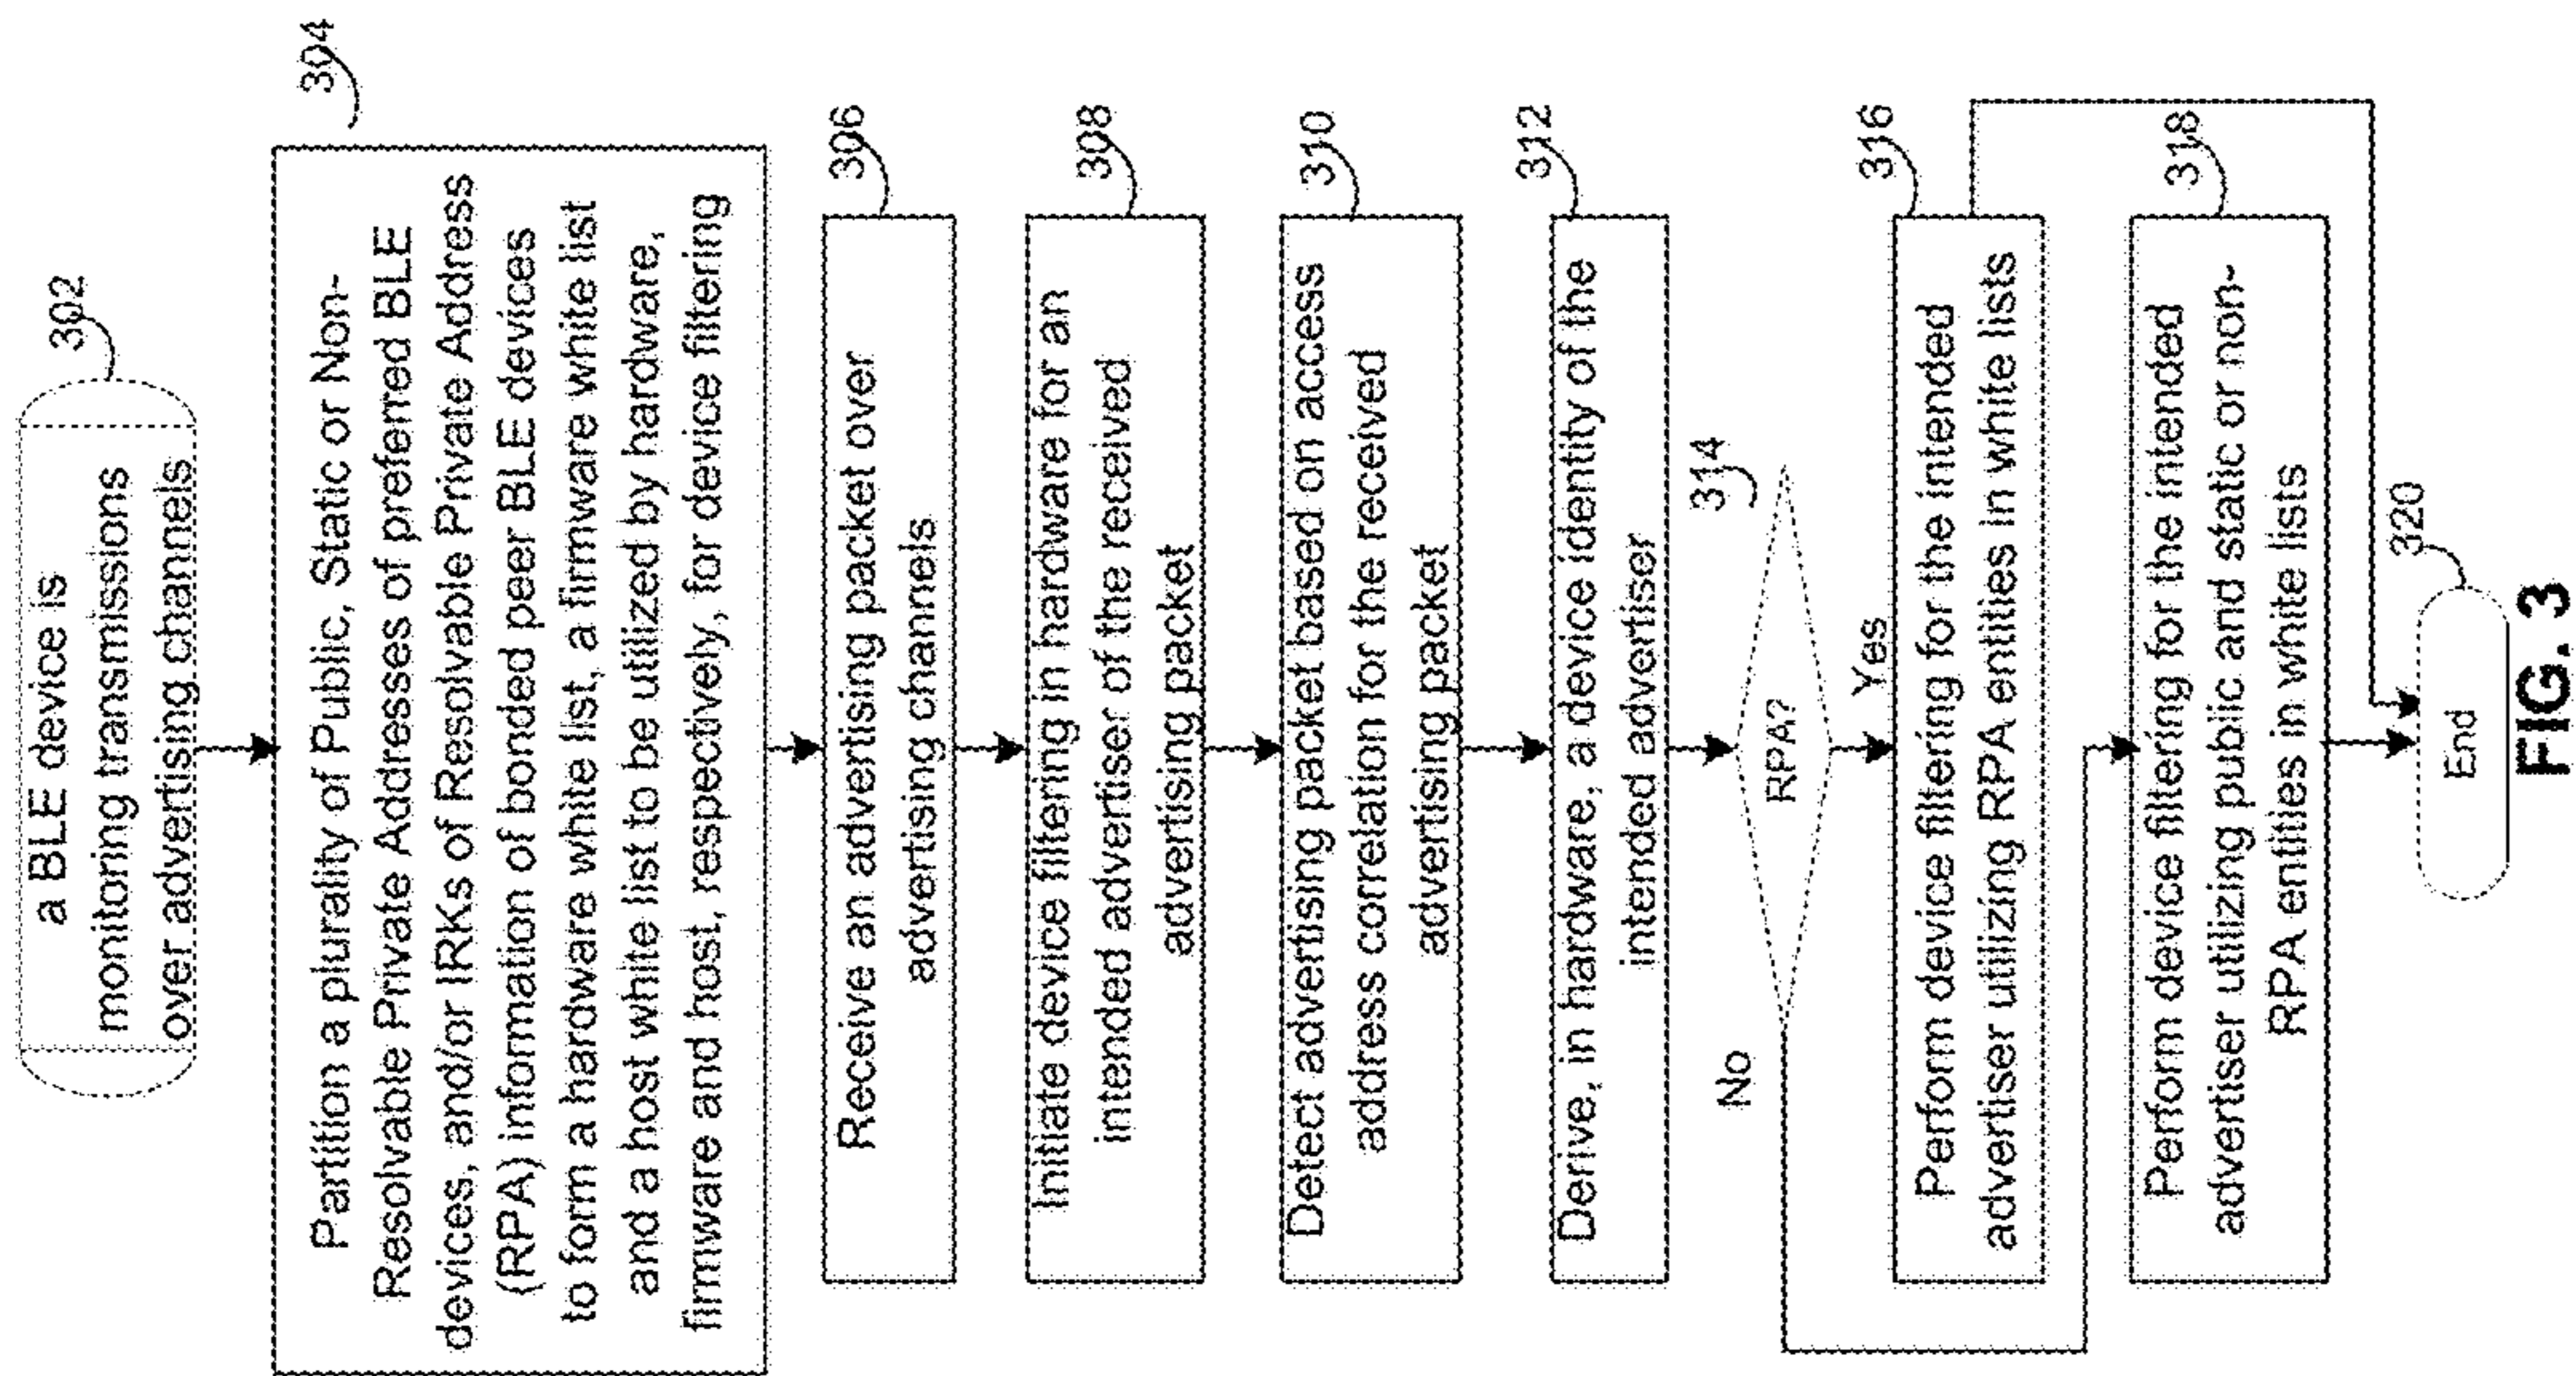 302
a BLE device is
monitoring transmissions
over advertising channels
304
Partition a plurality of Public, Static or Non-
Resolvable Private Addresses of preferred BLE
devices, and/or IRKs of Resolvable Private Address
(RPA) information of bonded peer BLE devices
to form a hardware white list, a firmware white list
and a host white list to be utilized by hardware,
firmware and host, respectively, for device filtering
306
Receive an advertising packet over
advertising channels
308
Initiate device filtering in hardware for an
intended advertiser of the received
advertising packet
310
Detect advertising packet based on access
address correlation for the received
advertising packet
312
Derive, in hardware, a device identity of the
intended advertiser
314
RPA?
No
Yes
316
Perform device filtering for the intended
advertiser utilizing RPA entities in white lists
318
Perform device filtering for the intended
advertiser utilizing public and static or non-
RPA entities in white lists
320
End
FIG. 3